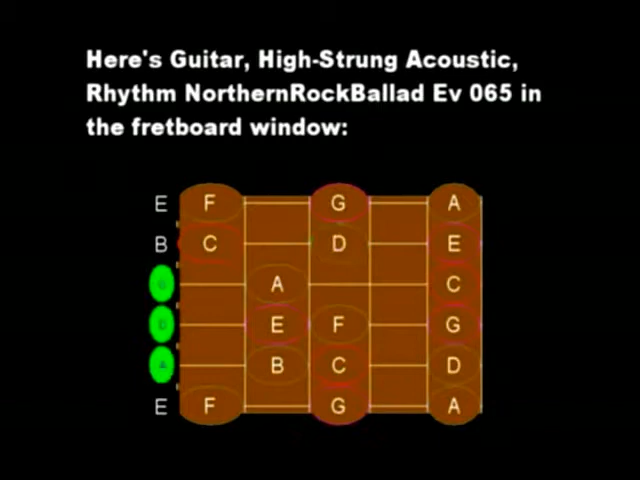 Here's Guitar, High-Strung Acoustic,
Rhythm NorthernRockBallad Ev 065 in
the fretboard window:
E F G A
B C D E
A C
D E F G
B C D
E F G A